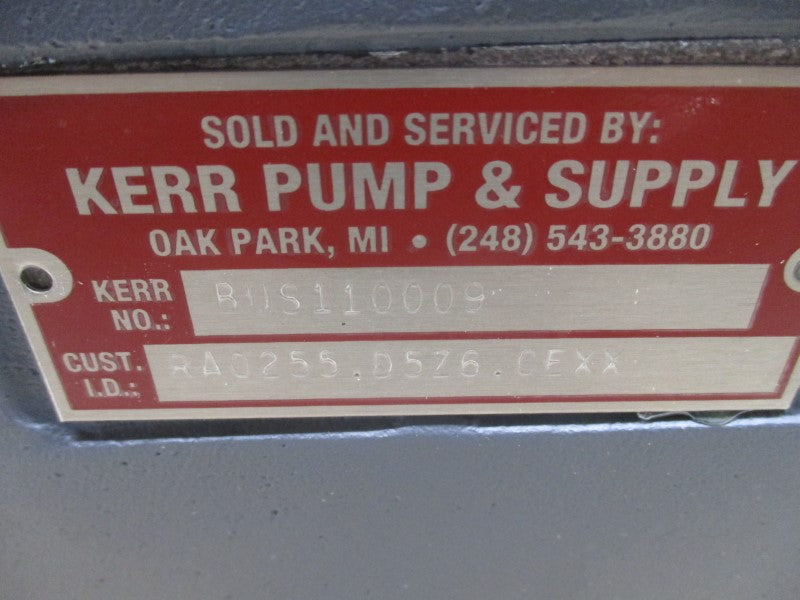 SOLD AND SERVICED BY:
KERR PUMP & SUPPLY
OAK PARK, MI • (248) 543-3880
KERR NO.: BUS110009
CUST. I.D.: RA0255.D5Z6.CEXX